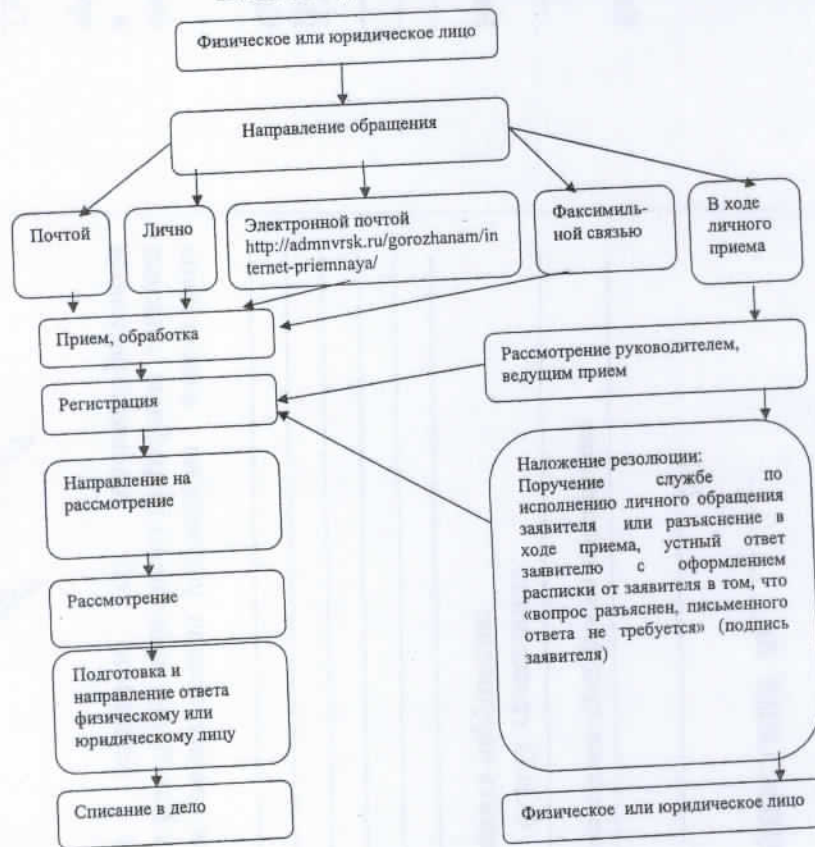 Физическое или юридическое лицо
Направление обращения
Почтой
Лично
Электронной почтой
http://admnvrsk.ru/gorozhanam/in
ternet-priemnaya/
Факсимиль-
ной связью
В ходе
личного
приема
Прием, обработка
Рассмотрение руководителем,
ведущим прием
Регистрация
Направление на
рассмотрение
Наложение резолюции:
Поручение службе по
исполнению личного обращения
заявителя или разъяснение в
ходе приема, устный ответ
заявителю с оформлением
расписки от заявителя в том, что
«вопрос разъяснен, письменного
ответа не требуется» (подпись
заявителя)
Рассмотрение
Подготовка и
направление ответа
физическому или
юридическому лицу
Списание в дело
Физическое или юридическое лицо